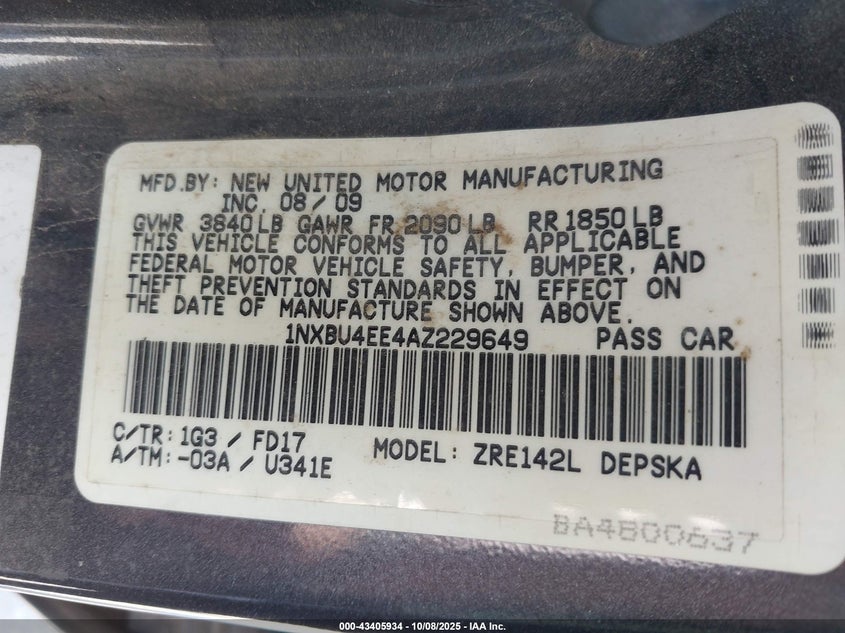 MFD.BY: NEW UNITED MOTOR MANUFACTURING
INC. 08/09
GVWR 3840LB GAWR FR 2090LB RR 1850LB
THIS VEHICLE CONFORMS TO ALL APPLICABLE
FEDERAL MOTOR VEHICLE SAFETY, BUMPER, AND
THEFT PREVENTION STANDARDS IN EFFECT ON
THE DATE OF MANUFACTURE SHOWN ABOVE.
1NXBU4EE4AZ229649 PASS CAR
C/TR: 1G3 / FD17
A/TM: -03A / U341E
MODEL: ZRE142L DEPSKA
BA4800637
000-43405934 - 10/08/2025 - IAA Inc.